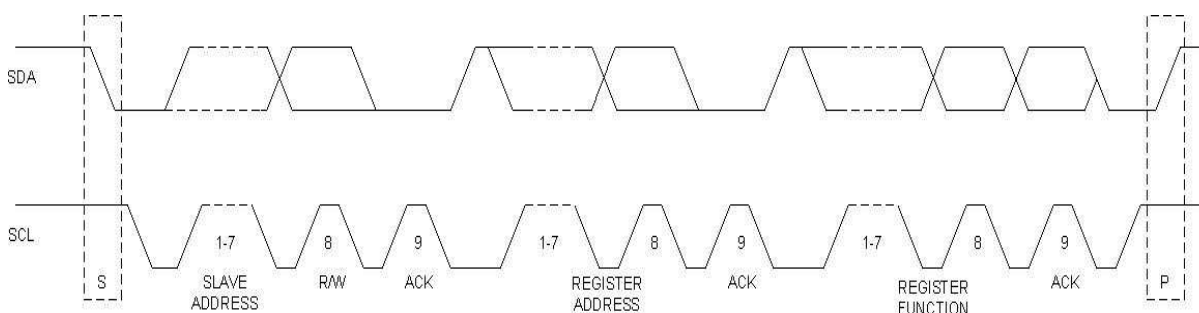 SDA
SCL
1-7 8 9 1-7 8 9 1-7 8 9
S SLAVE ADDRESS R/W ACK REGISTER ADDRESS ACK REGISTER FUNCTION ACK P